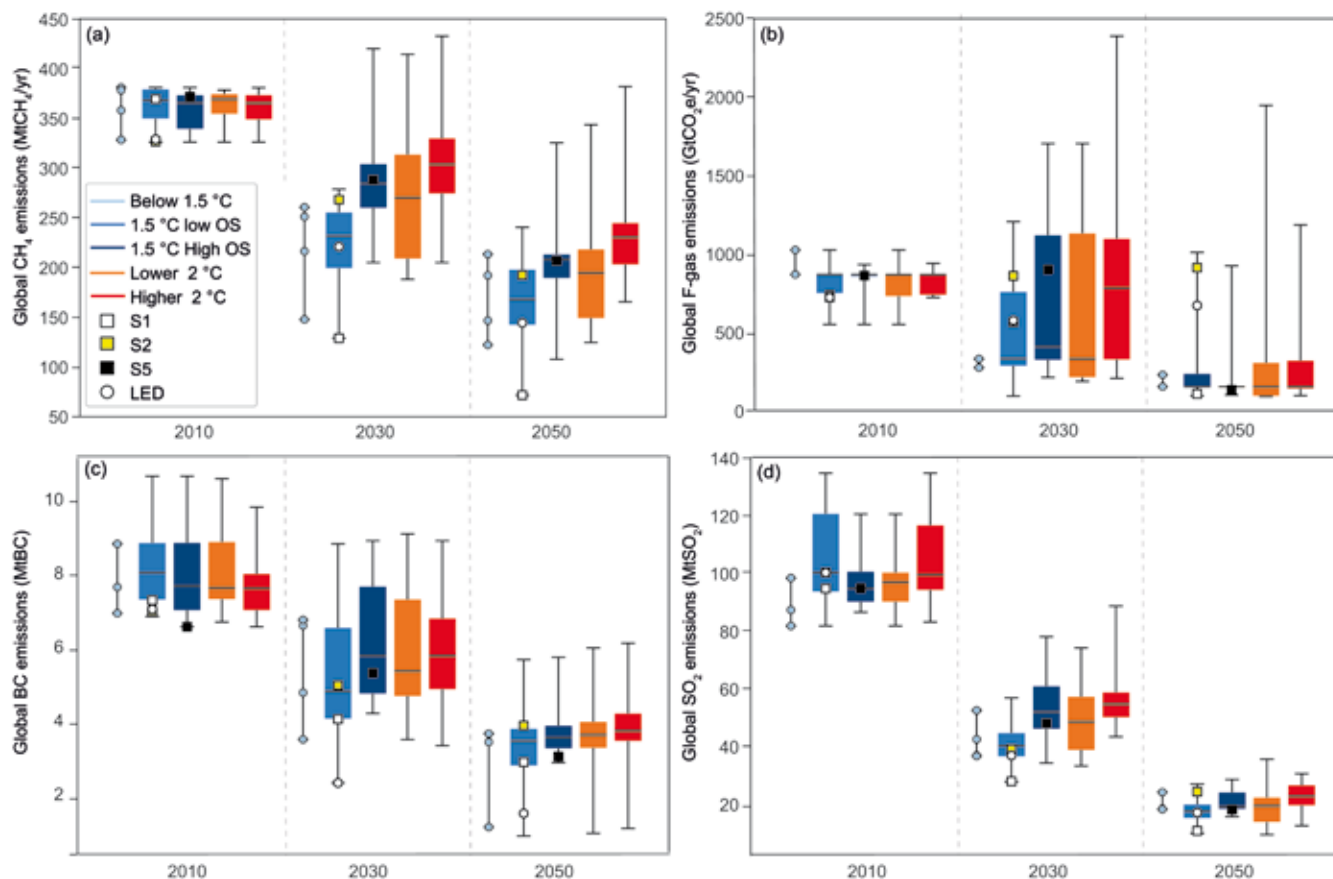 (a)
Global CH₄ emissions (MtCH₄/yr)
450
400
350
300
250
200
150
100
50
Below 1.5 °C
1.5 °C low OS
1.5 °C High OS
Lower 2 °C
Higher 2 °C
S1
S2
S5
LED
2010
2030
2050
(b)
Global F-gas emissions (GtCO₂e/yr)
2500
2000
1500
1000
500
0
2010
2030
2050
(c)
Global BC emissions (MtBC)
10
8
6
4
2
2010
2030
2050
(d)
Global SO₂ emissions (MtSO₂)
140
120
100
80
60
40
20
2010
2030
2050